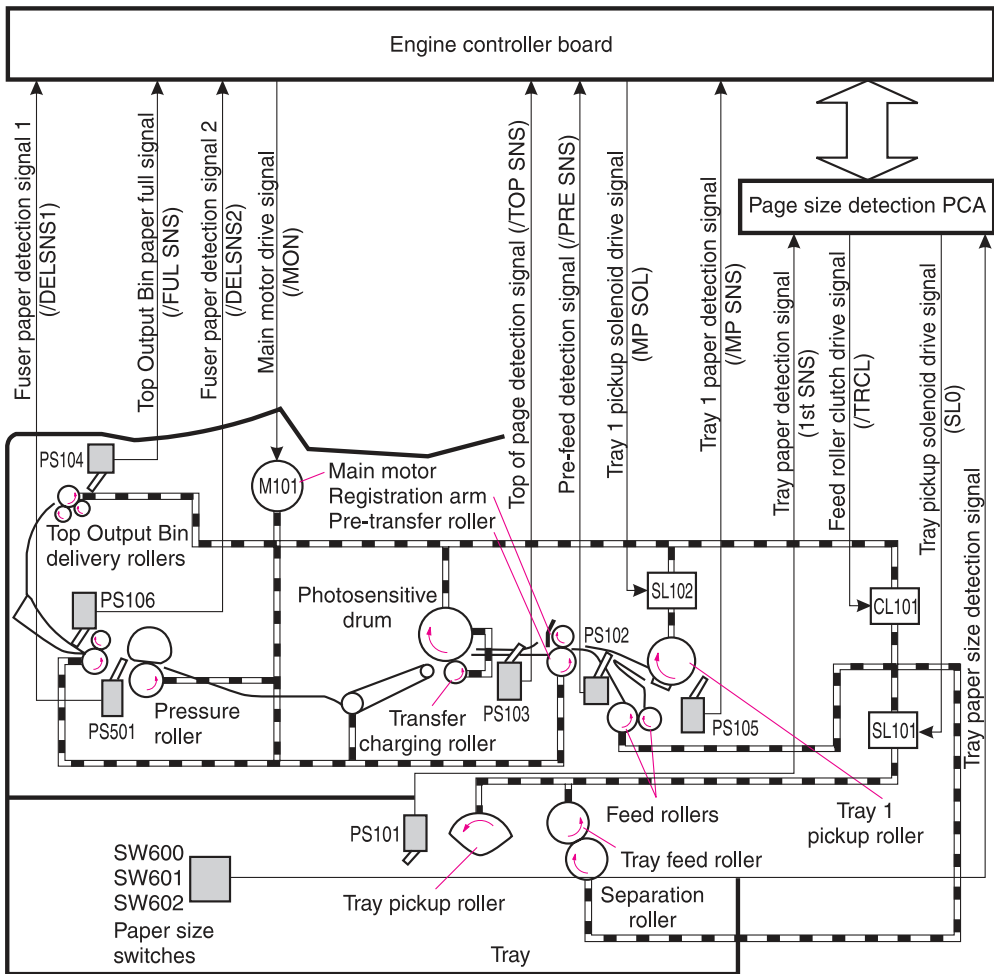 Engine controller board
Page size detection PCA
Fuser paper detection signal 1
(/DELSNS1)
Top Output Bin paper full signal
(/FUL SNS)
Fuser paper detection signal 2
(/DELSNS2)
Main motor drive signal
(/MON)
Top of page detection signal (/TOP SNS)
Pre-feed detection signal (/PRE SNS)
Tray 1 pickup solenoid drive signal
(MP SOL)
Tray 1 paper detection signal
(/MP SNS)
Tray paper detection signal
(1st SNS)
Feed roller clutch drive signal
(/TRCL)
Tray pickup solenoid drive signal
(SL0)
Tray paper size detection signal
PS104
M101
Main motor
Registration arm
Pre-transfer roller
Top Output Bin
delivery rollers
PS106
Photosensitive
drum
SL102
CL101
PS102
PS501
Pressure
roller
Transfer
charging roller
PS103
PS105
SL101
Feed rollers
Tray 1
pickup roller
PS101
Tray feed roller
SW600
SW601
SW602
Paper size
switches
Tray pickup roller
Separation
roller
Tray